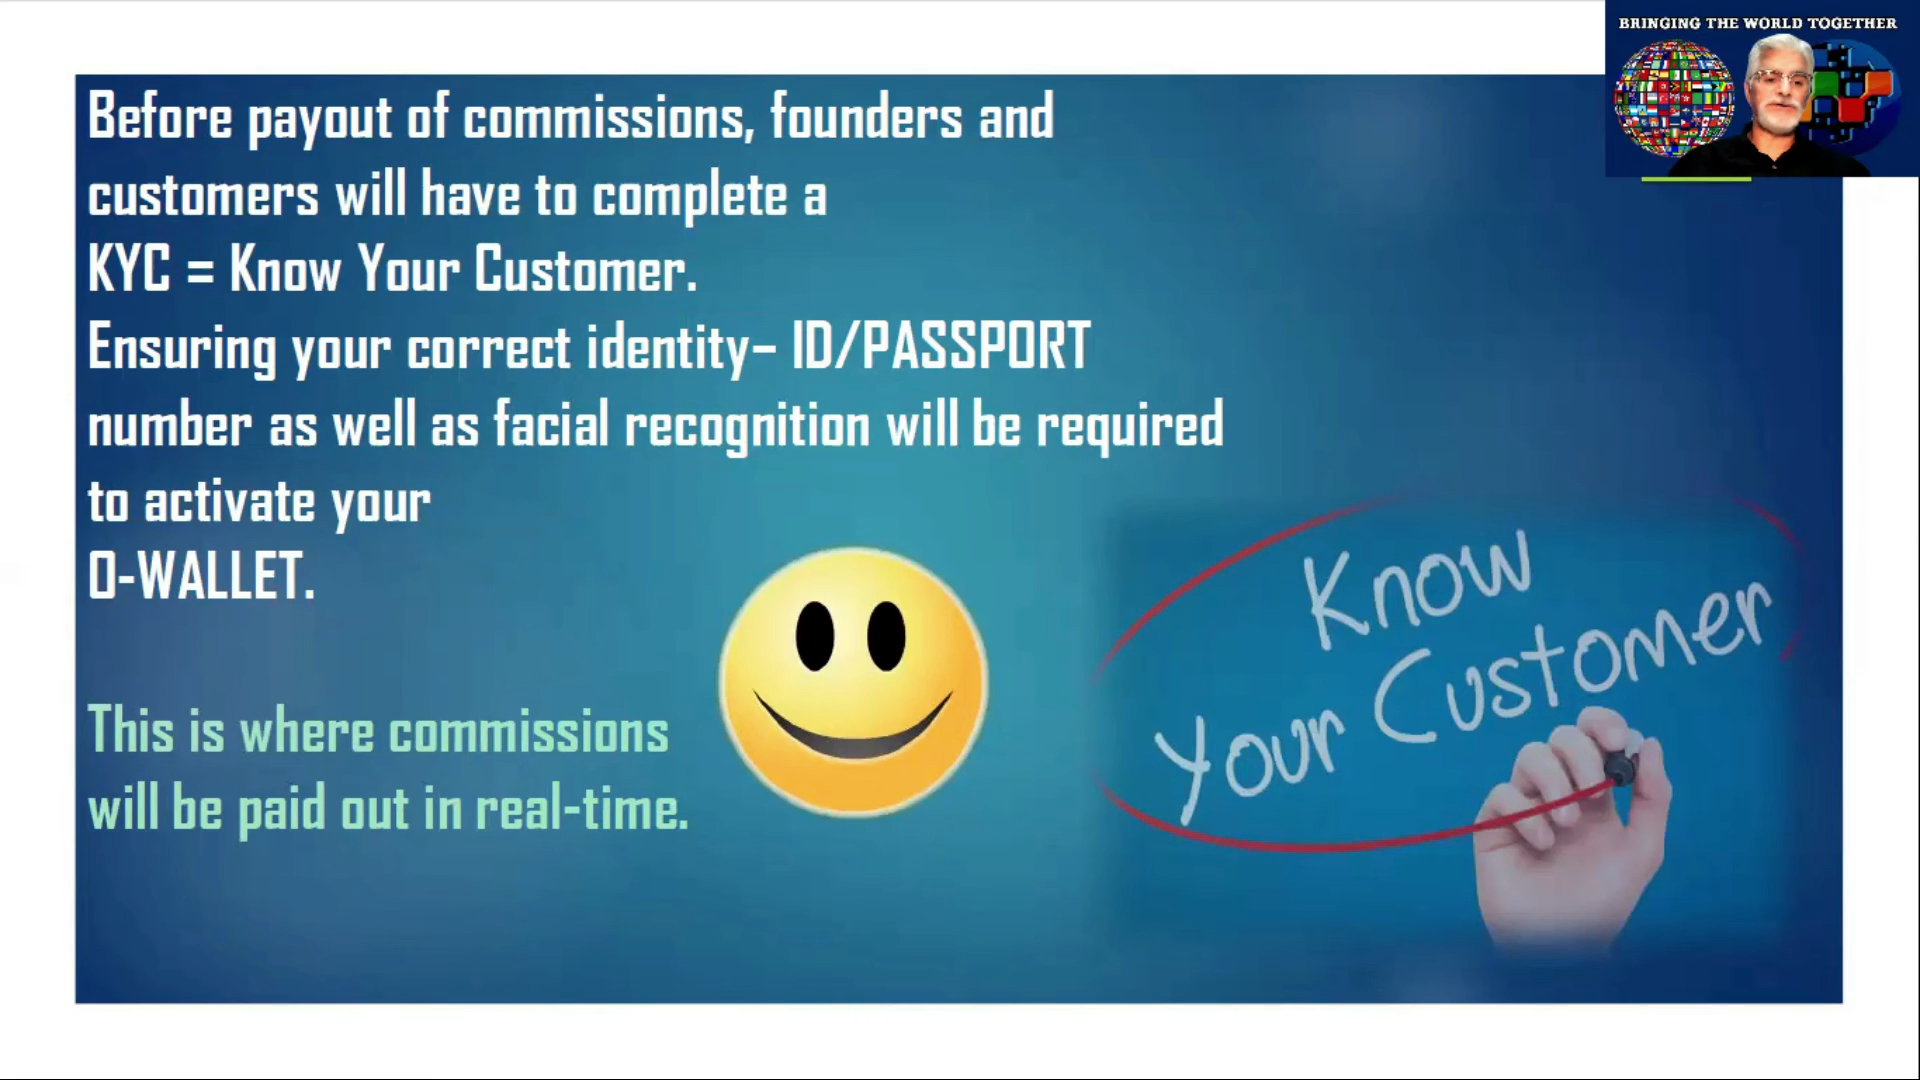 BRINGING THE WORLD TOGETHER
Before payout of commissions, founders and
customers will have to complete a
KYC = Know Your Customer.
Ensuring your correct identity– ID/PASSPORT
number as well as facial recognition will be required
to activate your
O-WALLET.
This is where commissions
will be paid out in real-time.
Know
Your Customer